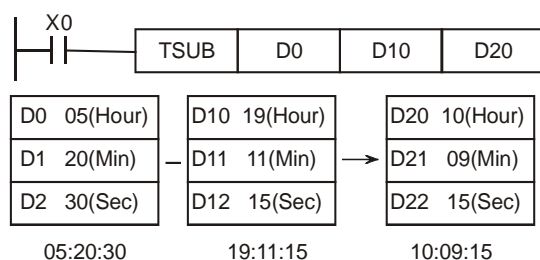 X0
TSUB D0 D10 D20
D0 05(Hour) D10 19(Hour) D20 10(Hour)
D1 20(Min) – D11 11(Min) → D21 09(Min)
D2 30(Sec) D12 15(Sec) D22 15(Sec)
05:20:30 19:11:15 10:09:15